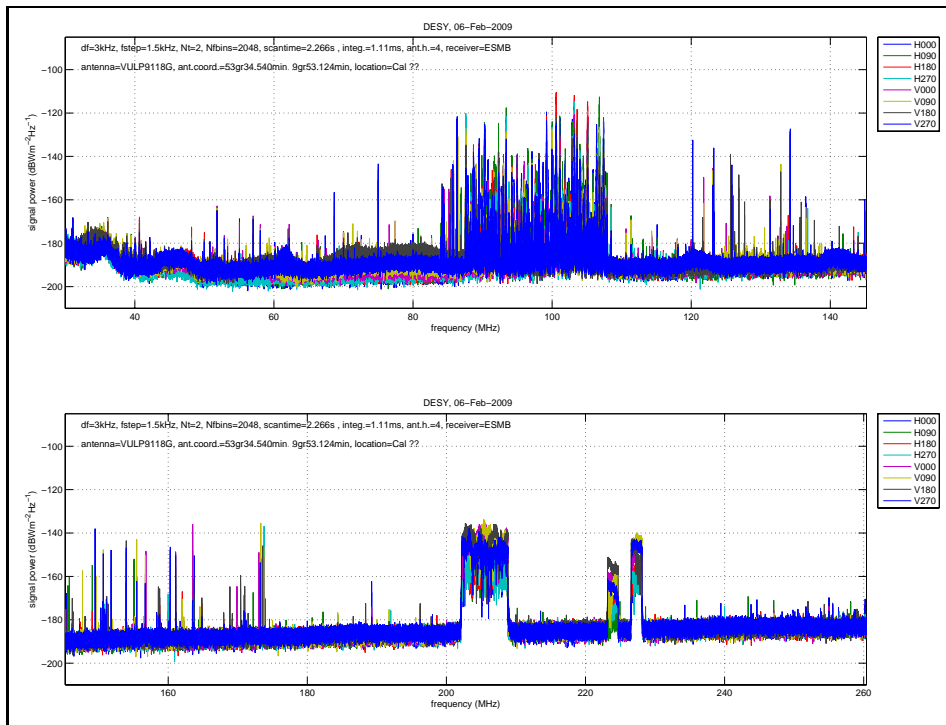 DESY, 06−Feb−2009
df=3kHz, fstep=1.5kHz, Nt=2, Nfbins=2048, scantime=2.266s , integ.=1.11ms, ant.h.=4, receiver=ESMB
antenna=VULP9118G, ant.coord.=53gr34.540min 9gr53.124min, location=Cal ??
signal power (dBWm−2Hz−1)
−100
−120
−140
−160
−180
−200
40
60
80
100
120
140
frequency (MHz)
H000
H090
H180
H270
V000
V090
V180
V270
DESY, 06−Feb−2009
df=3kHz, fstep=1.5kHz, Nt=2, Nfbins=2048, scantime=2.266s , integ.=1.11ms, ant.h.=4, receiver=ESMB
antenna=VULP9118G, ant.coord.=53gr34.540min 9gr53.124min, location=Cal ??
signal power (dBWm−2Hz−1)
−100
−120
−140
−160
−180
−200
160
180
200
220
240
260
frequency (MHz)
H000
H090
H180
H270
V000
V090
V180
V270